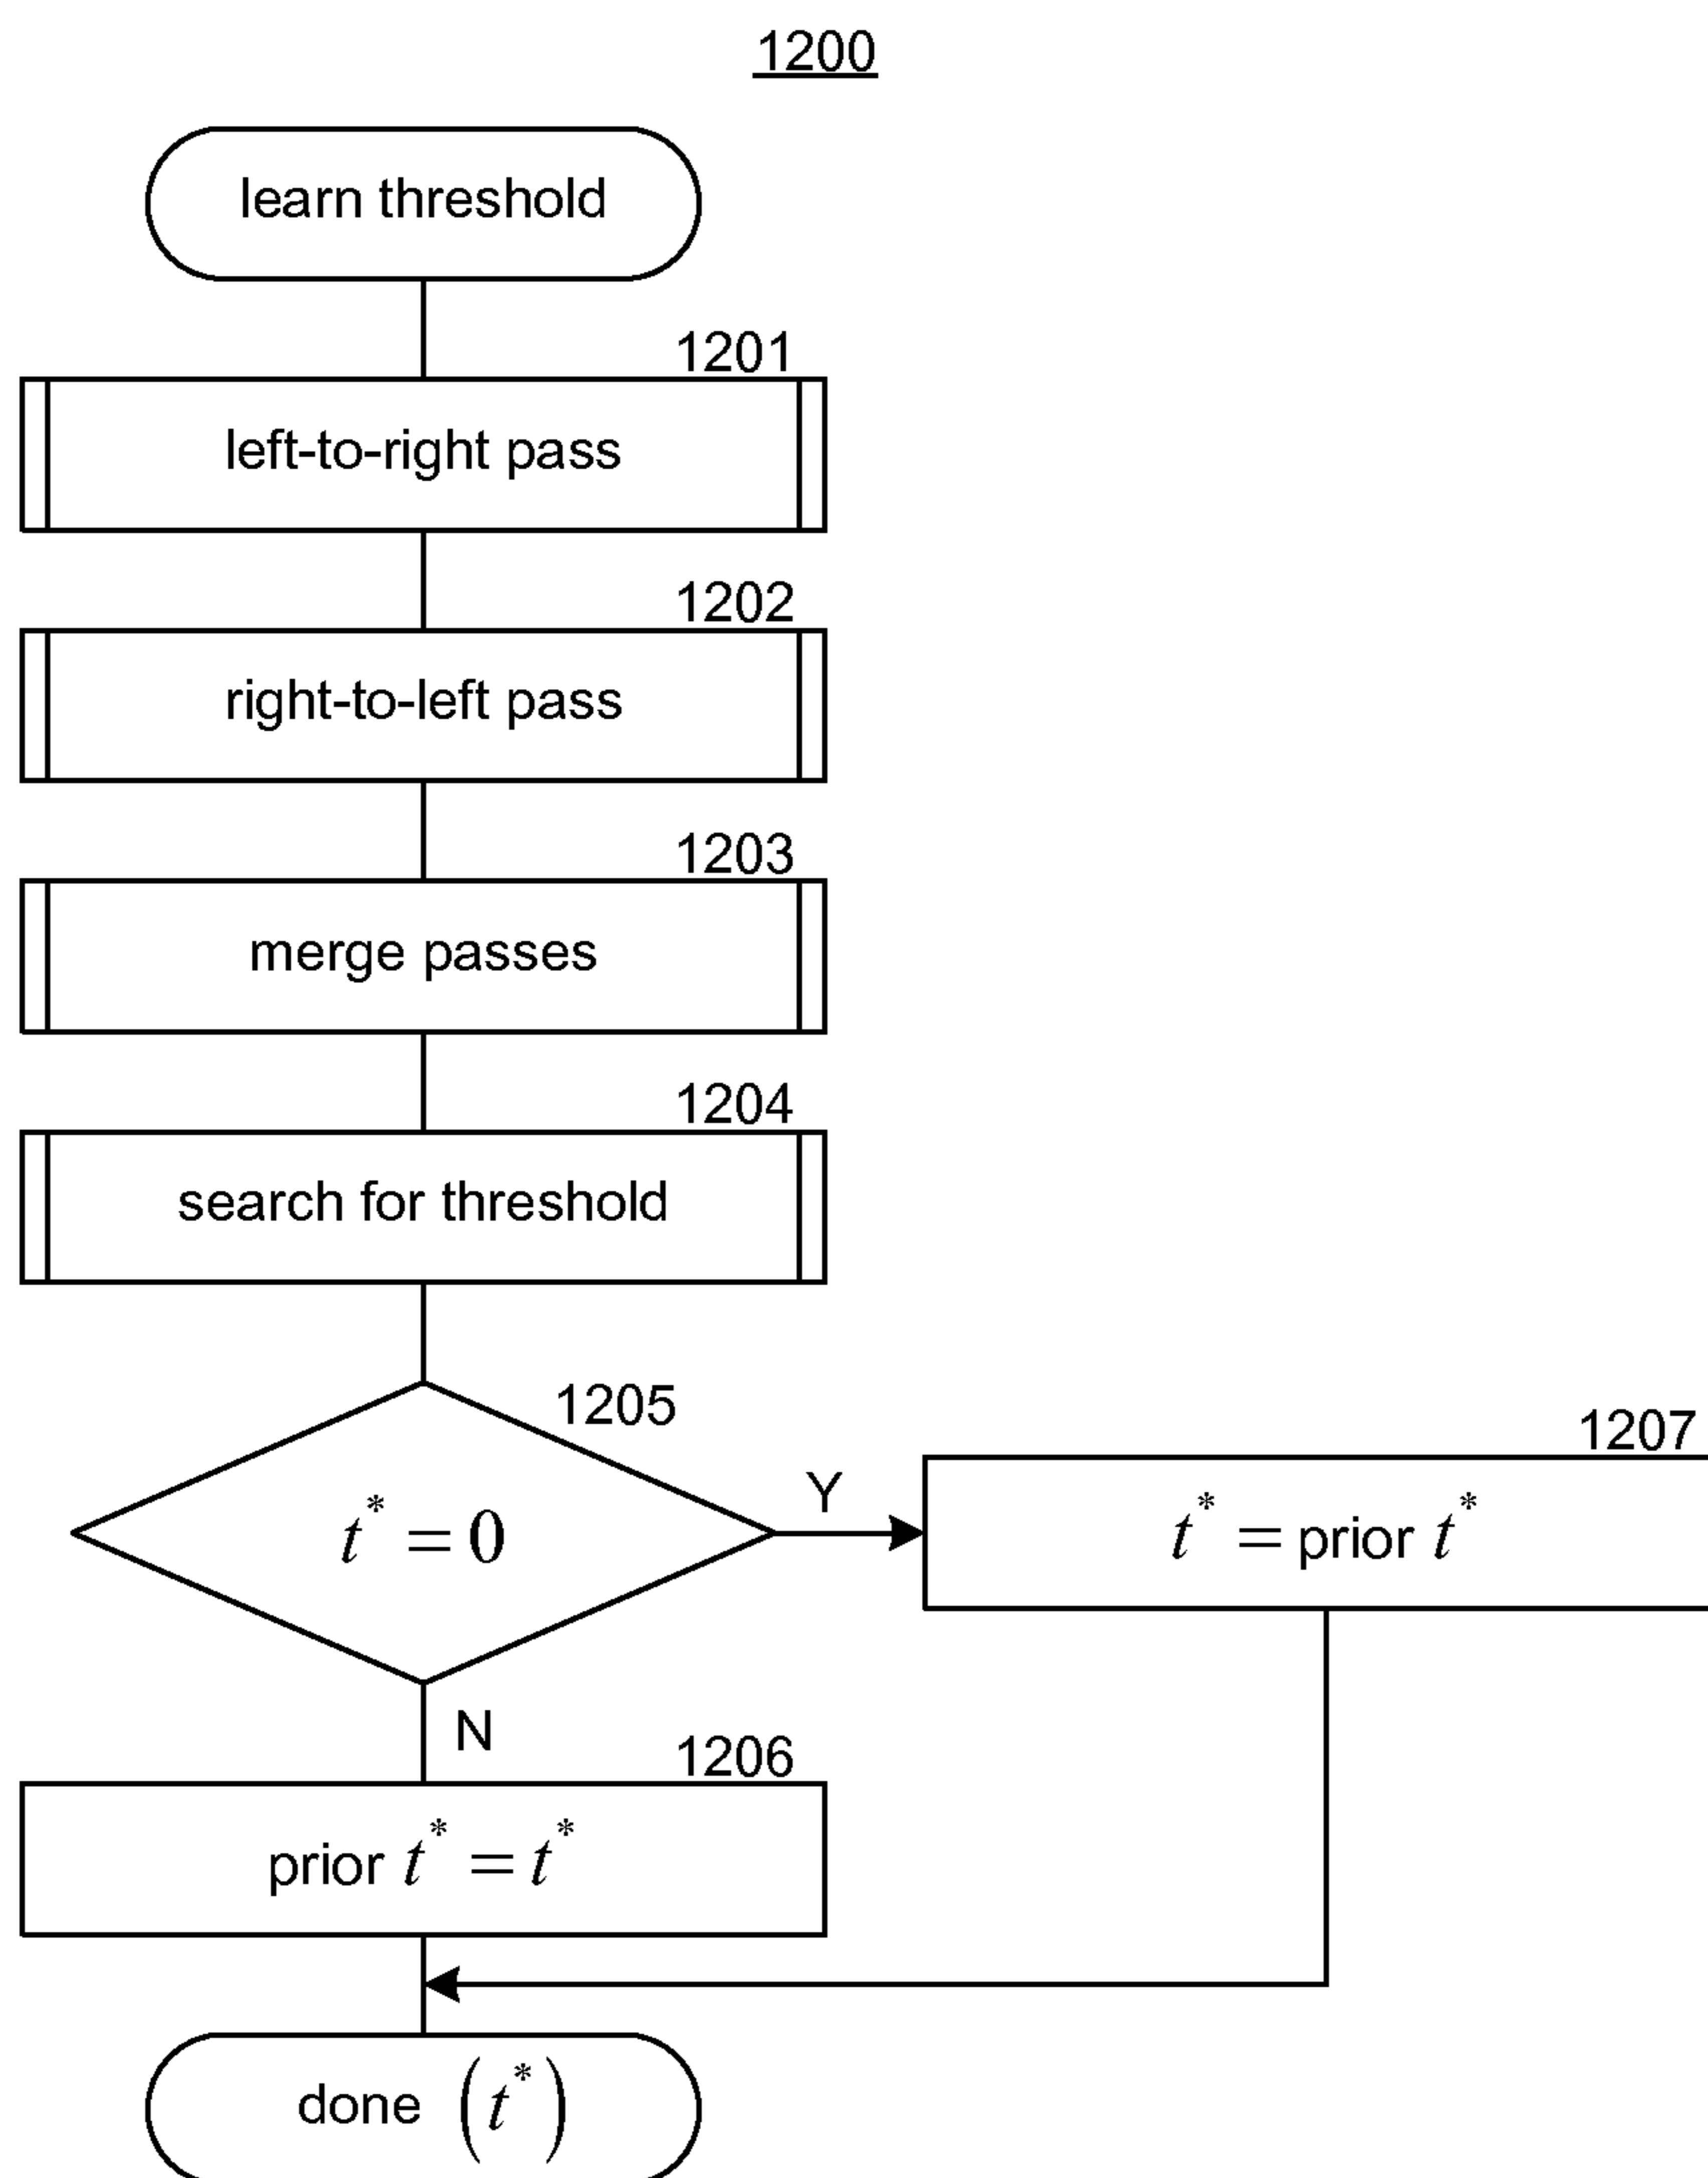 1200
learn threshold
1201
left-to-right pass
1202
right-to-left pass
1203
merge passes
1204
search for threshold
1205
t* = 0
Y
1207
t* = prior t*
N
1206
prior t* = t*
done (t*)